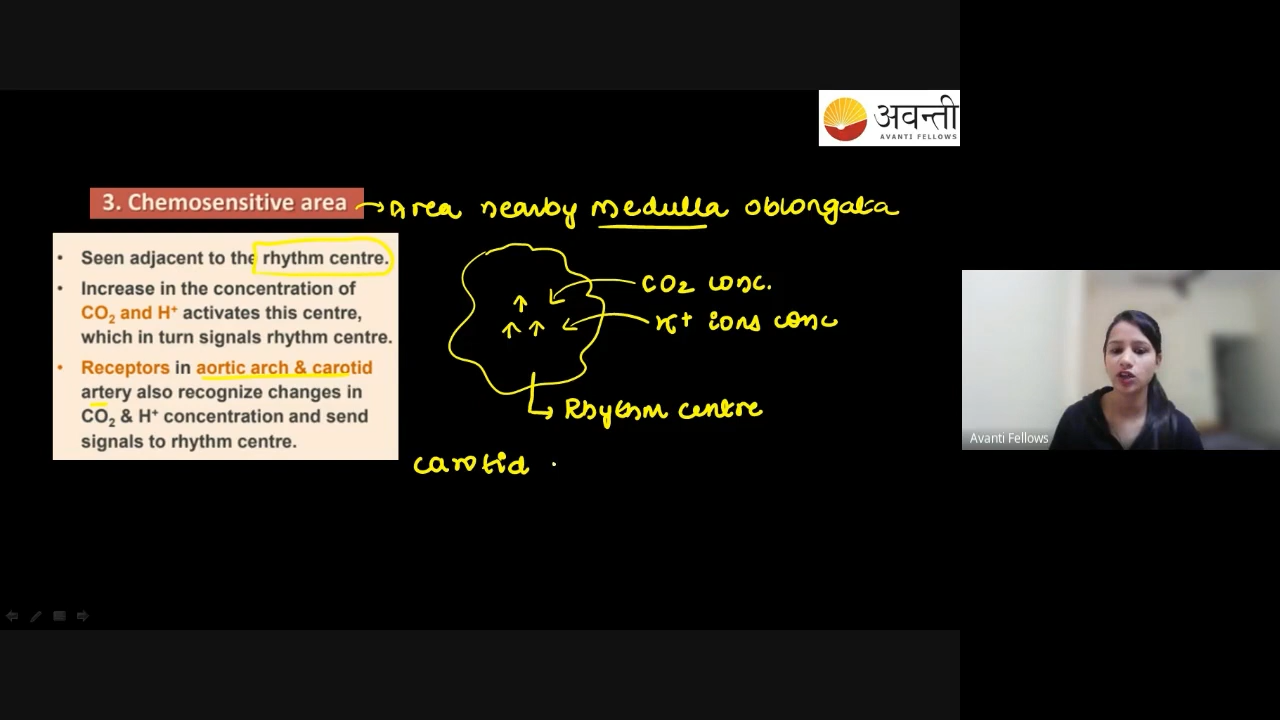 अवन्ती
AVANTI FELLOWS
3. Chemosensitive area
Area nearby medulla oblongata
• Seen adjacent to the rhythm centre.
• Increase in the concentration of
CO₂ and H⁺ activates this centre,
which in turn signals rhythm centre.
• Receptors in aortic arch & carotid
artery also recognize changes in
CO₂ & H⁺ concentration and send
signals to rhythm centre.
CO2 conc.
H+ ions conc
Rhythm centre
carotid
Avanti Fellows